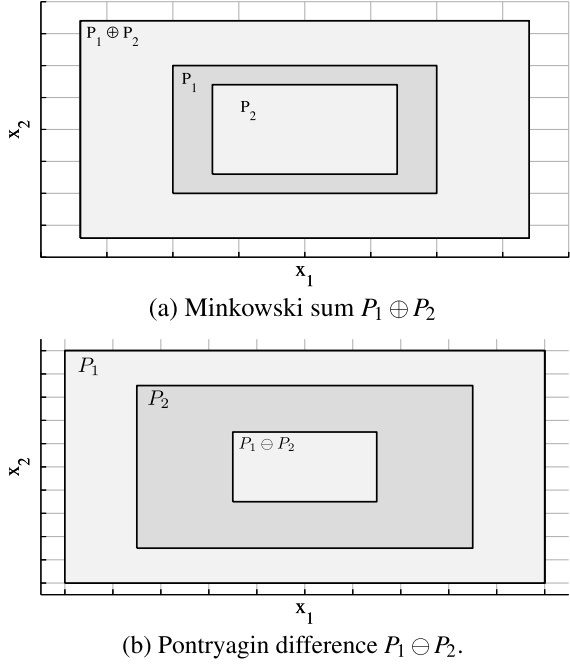 P₁ ⊕ P₂
P₁
P₂
x₂
x₁
(a) Minkowski sum P₁ ⊕ P₂
P₁
P₂
P₁ ⊖ P₂
x₂
x₁
(b) Pontryagin difference P₁ ⊖ P₂.